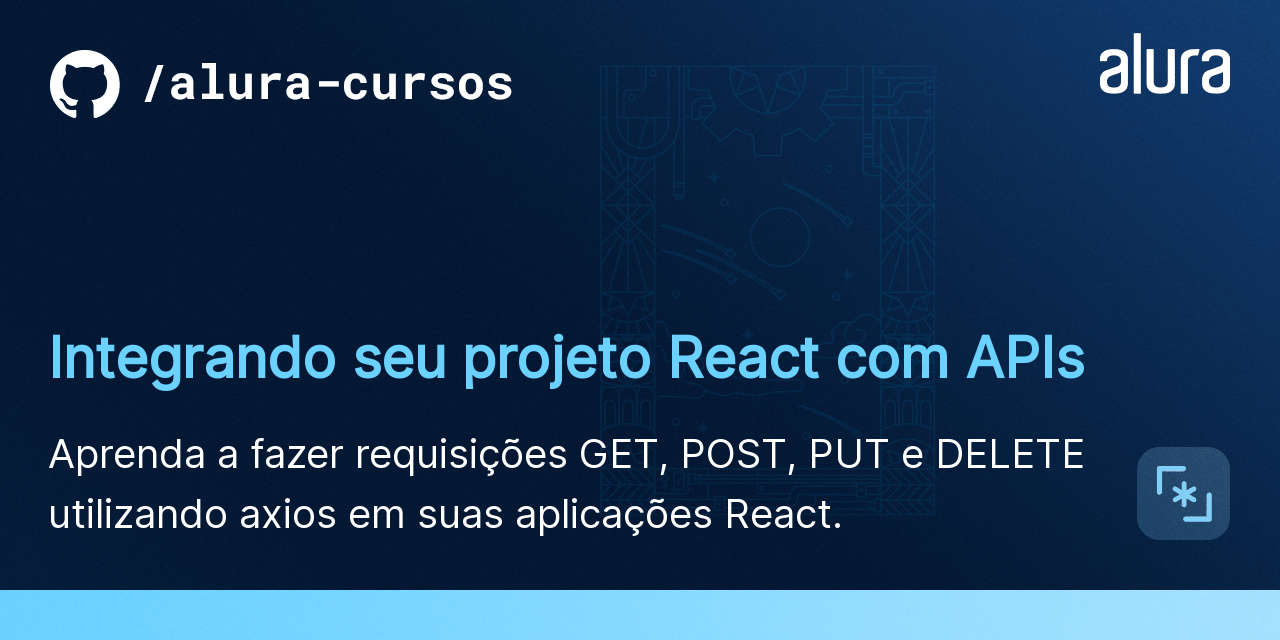 /alura-cursos
alura
Integrando seu projeto React com APIs
Aprenda a fazer requisições GET, POST, PUT e DELETE
utilizando axios em suas aplicações React.